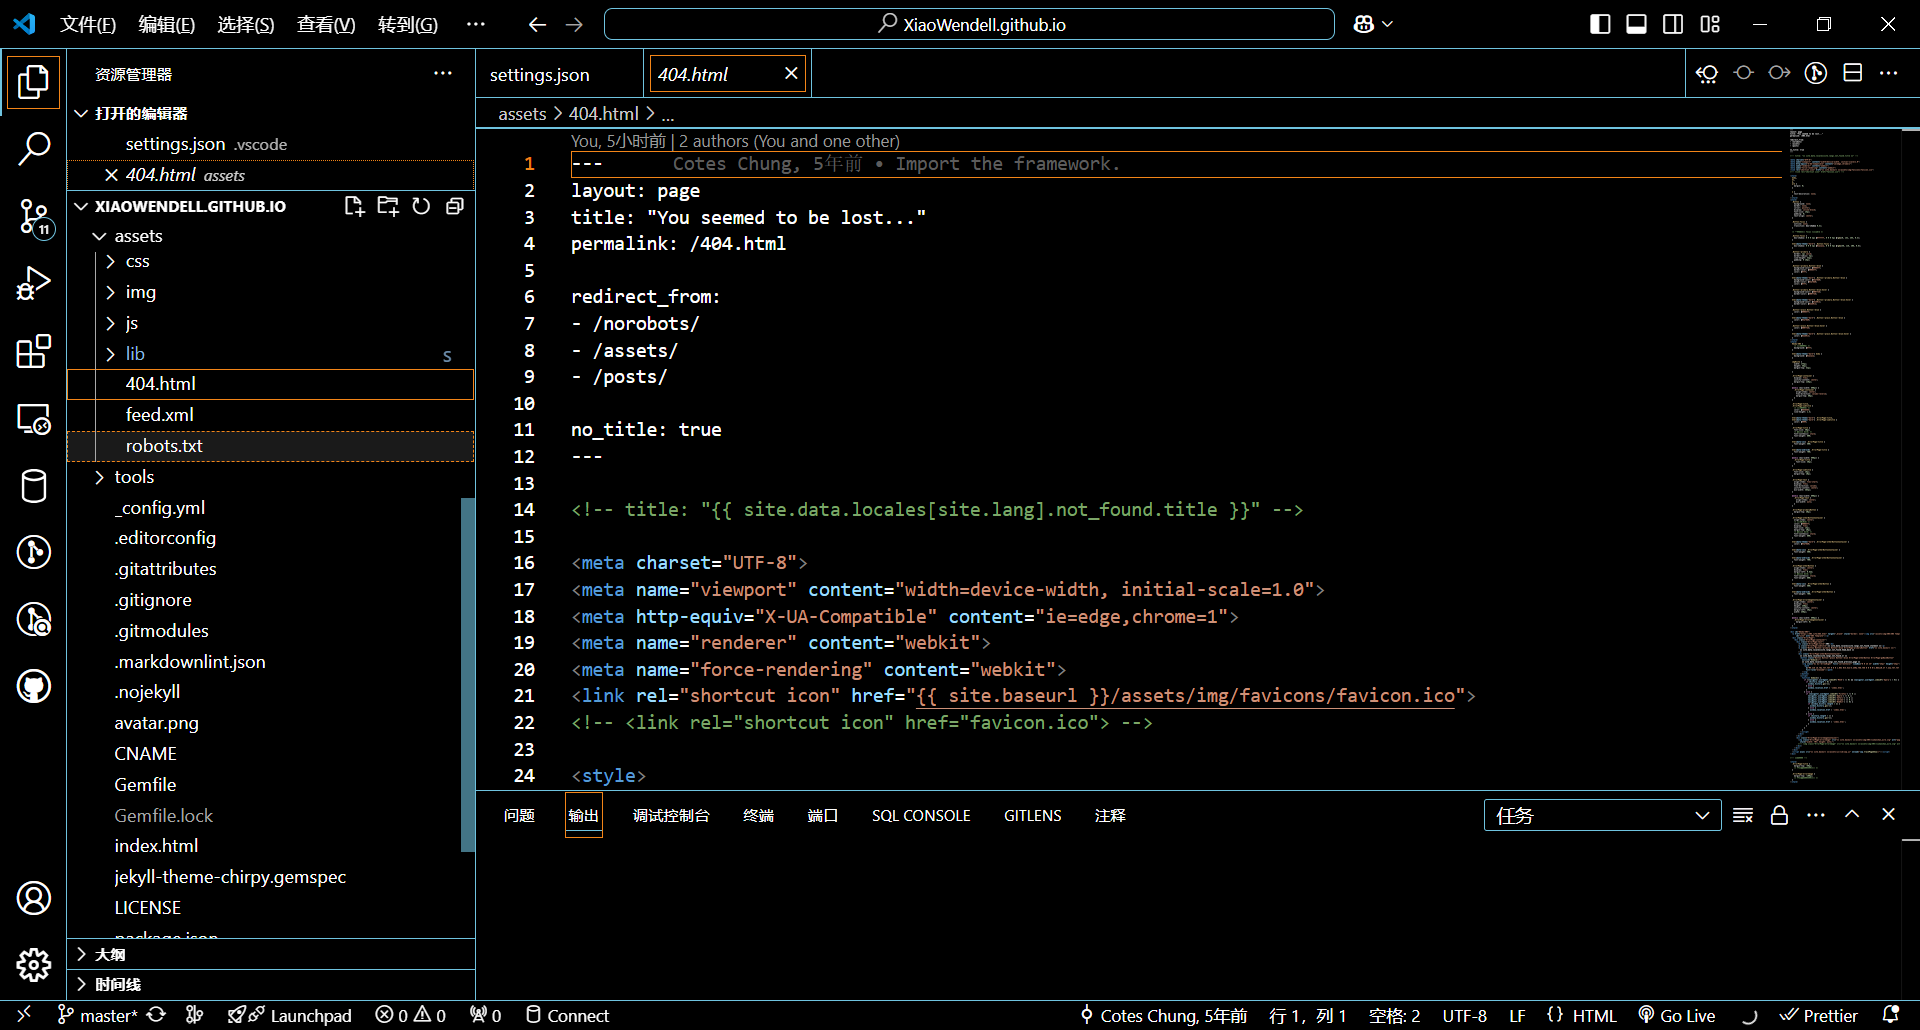 文件(F) 编辑(E) 选择(S) 查看(V) 转到(G) ··· XiaoWendell.github.io
资源管理器
打开的编辑器
settings.json .vscode
404.html assets
XIAOWENDELL.GITHUB.IO
assets
css
img
js
lib S
404.html
feed.xml
robots.txt
tools
_config.yml
.editorconfig
.gitattributes
.gitignore
.gitmodules
.markdownlint.json
.nojekyll
avatar.png
CNAME
Gemfile
Gemfile.lock
index.html
jekyll-theme-chirpy.gemspec
LICENSE
package.json
大纲
时间线
11
settings.json 404.html
assets > 404.html > ...
You, 5小时前 | 2 authors (You and one other)
1 --- Cotes Chung, 5年前 • Import the framework.
2 layout: page
3 title: "You seemed to be lost..."
4 permalink: /404.html
5
6 redirect_from:
7 - /norobots/
8 - /assets/
9 - /posts/
10
11 no_title: true
12 ---
13
14 <!-- title: "{{ site.data.locales[site.lang].not_found.title }}" -->
15
16 <meta charset="UTF-8">
17 <meta name="viewport" content="width=device-width, initial-scale=1.0">
18 <meta http-equiv="X-UA-Compatible" content="ie=edge,chrome=1">
19 <meta name="renderer" content="webkit">
20 <meta name="force-rendering" content="webkit">
21 <link rel="shortcut icon" href="{{ site.baseurl }}/assets/img/favicons/favicon.ico">
22 <!-- <link rel="shortcut icon" href="favicon.ico"> -->
23
24 <style>
问题 输出 调试控制台 终端 端口 SQL CONSOLE GITLENS 注释 任务
master* Launchpad 0 0 0 Connect Cotes Chung, 5年前 行 1，列 1 空格: 2 UTF-8 LF {} HTML Go Live Prettier